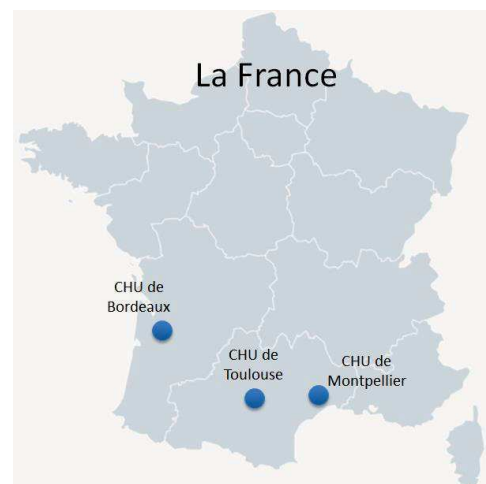 La France
CHU de
Bordeaux
CHU de
Toulouse
CHU de
Montpellier